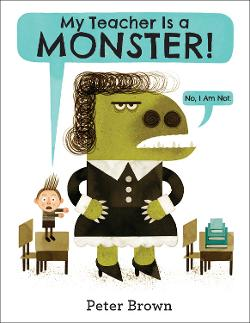 My Teacher Is a
MONSTER!
No, I Am Not.
Peter Brown